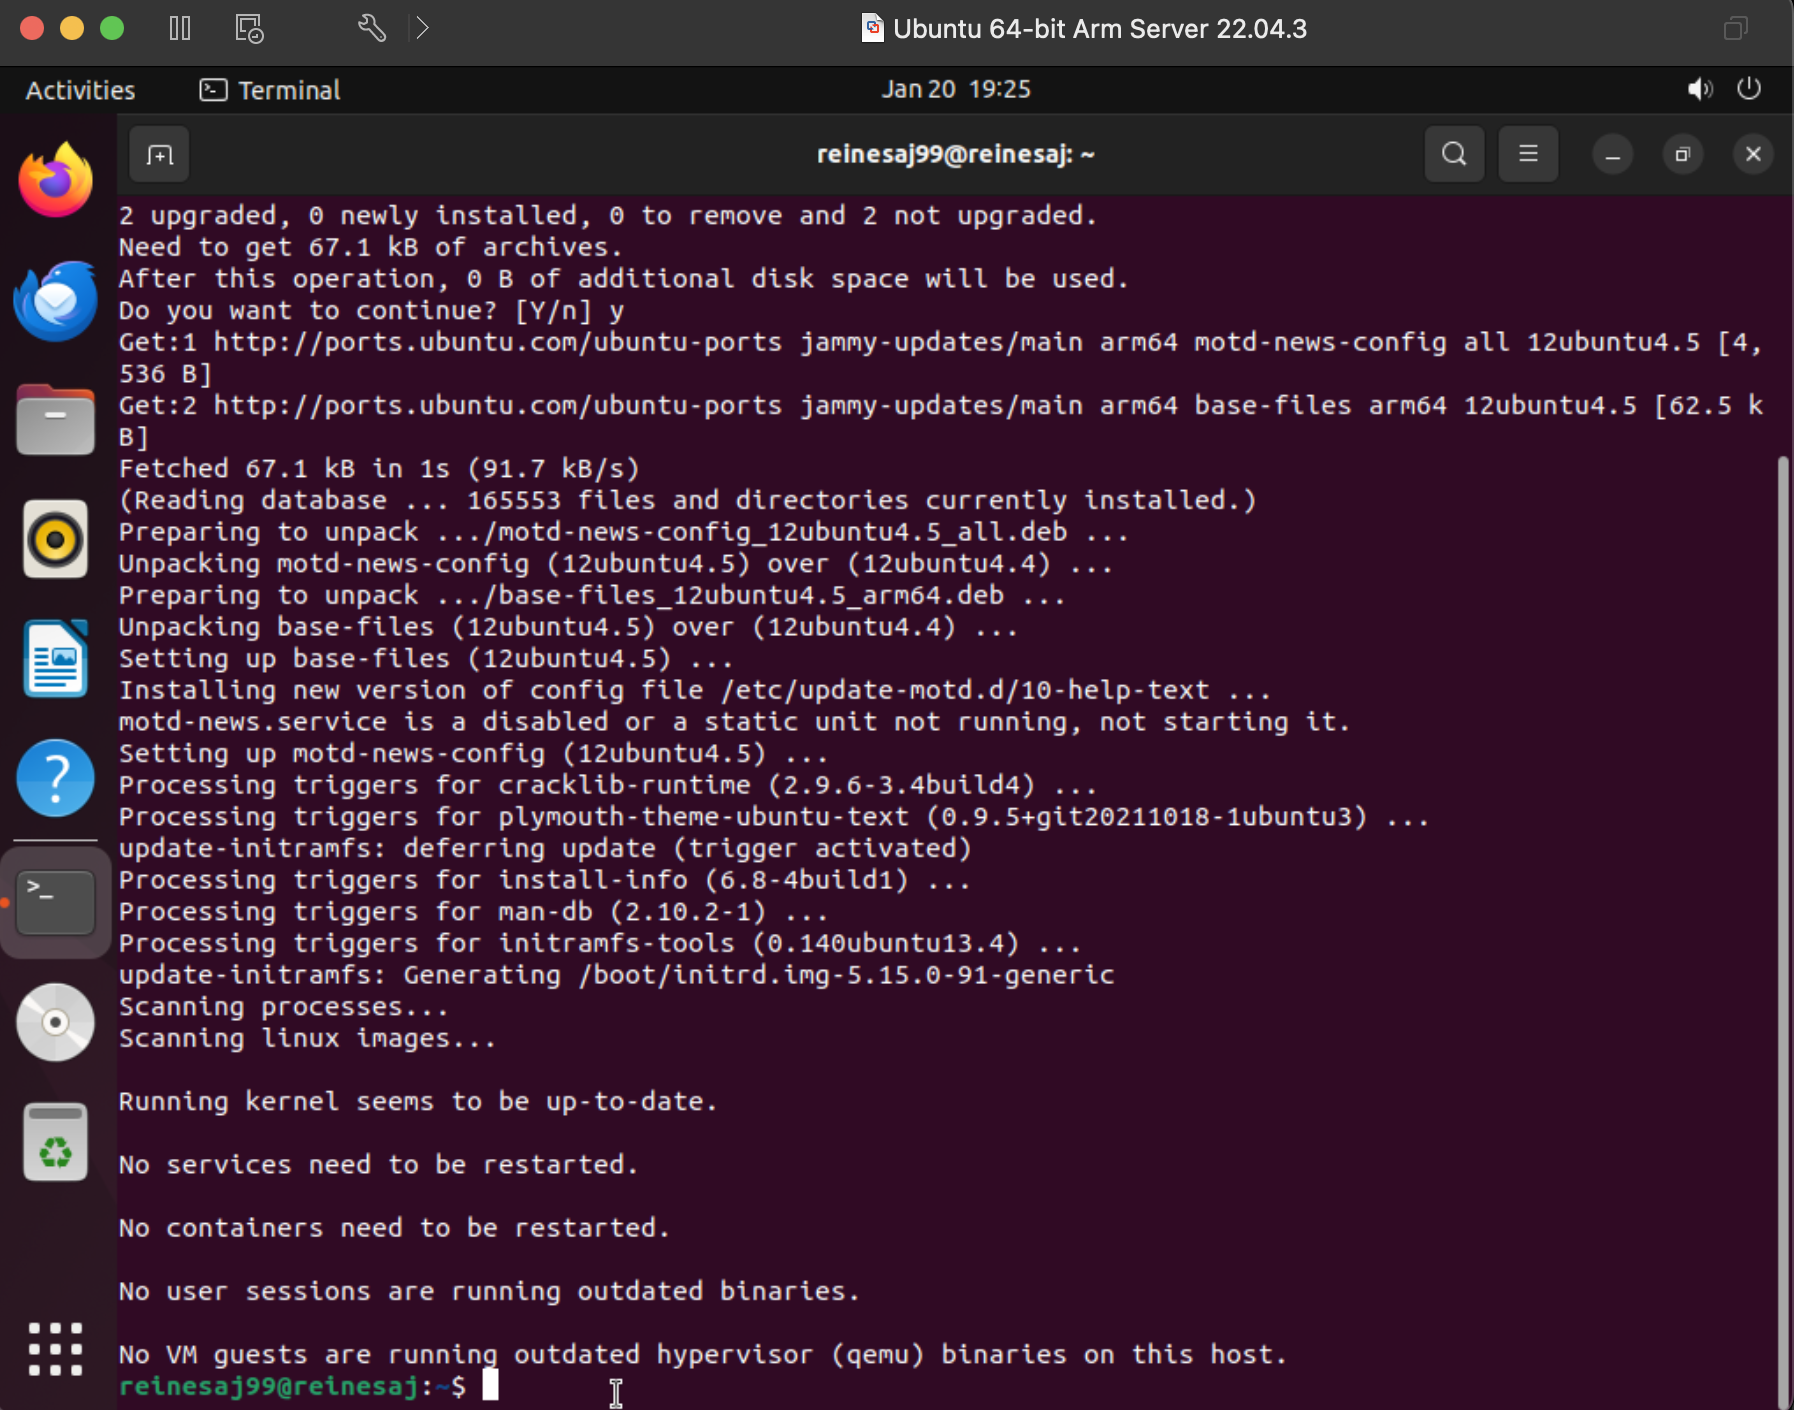 Ubuntu 64-bit Arm Server 22.04.3
Activities
Terminal
Jan 20 19:25
reinesaj99@reinesaj: ~
2 upgraded, 0 newly installed, 0 to remove and 2 not upgraded.
Need to get 67.1 kB of archives.
After this operation, 0 B of additional disk space will be used.
Do you want to continue? [Y/n] y
Get:1 http://ports.ubuntu.com/ubuntu-ports jammy-updates/main arm64 motd-news-config all 12ubuntu4.5 [4,
536 B]
Get:2 http://ports.ubuntu.com/ubuntu-ports jammy-updates/main arm64 base-files arm64 12ubuntu4.5 [62.5 k
B]
Fetched 67.1 kB in 1s (91.7 kB/s)
(Reading database ... 165553 files and directories currently installed.)
Preparing to unpack .../motd-news-config_12ubuntu4.5_all.deb ...
Unpacking motd-news-config (12ubuntu4.5) over (12ubuntu4.4) ...
Preparing to unpack .../base-files_12ubuntu4.5_arm64.deb ...
Unpacking base-files (12ubuntu4.5) over (12ubuntu4.4) ...
Setting up base-files (12ubuntu4.5) ...
Installing new version of config file /etc/update-motd.d/10-help-text ...
motd-news.service is a disabled or a static unit not running, not starting it.
Setting up motd-news-config (12ubuntu4.5) ...
Processing triggers for cracklib-runtime (2.9.6-3.4build4) ...
Processing triggers for plymouth-theme-ubuntu-text (0.9.5+git20211018-1ubuntu3) ...
update-initramfs: deferring update (trigger activated)
Processing triggers for install-info (6.8-4build1) ...
Processing triggers for man-db (2.10.2-1) ...
Processing triggers for initramfs-tools (0.140ubuntu13.4) ...
update-initramfs: Generating /boot/initrd.img-5.15.0-91-generic
Scanning processes...
Scanning linux images...
Running kernel seems to be up-to-date.
No services need to be restarted.
No containers need to be restarted.
No user sessions are running outdated binaries.
No VM guests are running outdated hypervisor (qemu) binaries on this host.
reinesaj99@reinesaj:~$